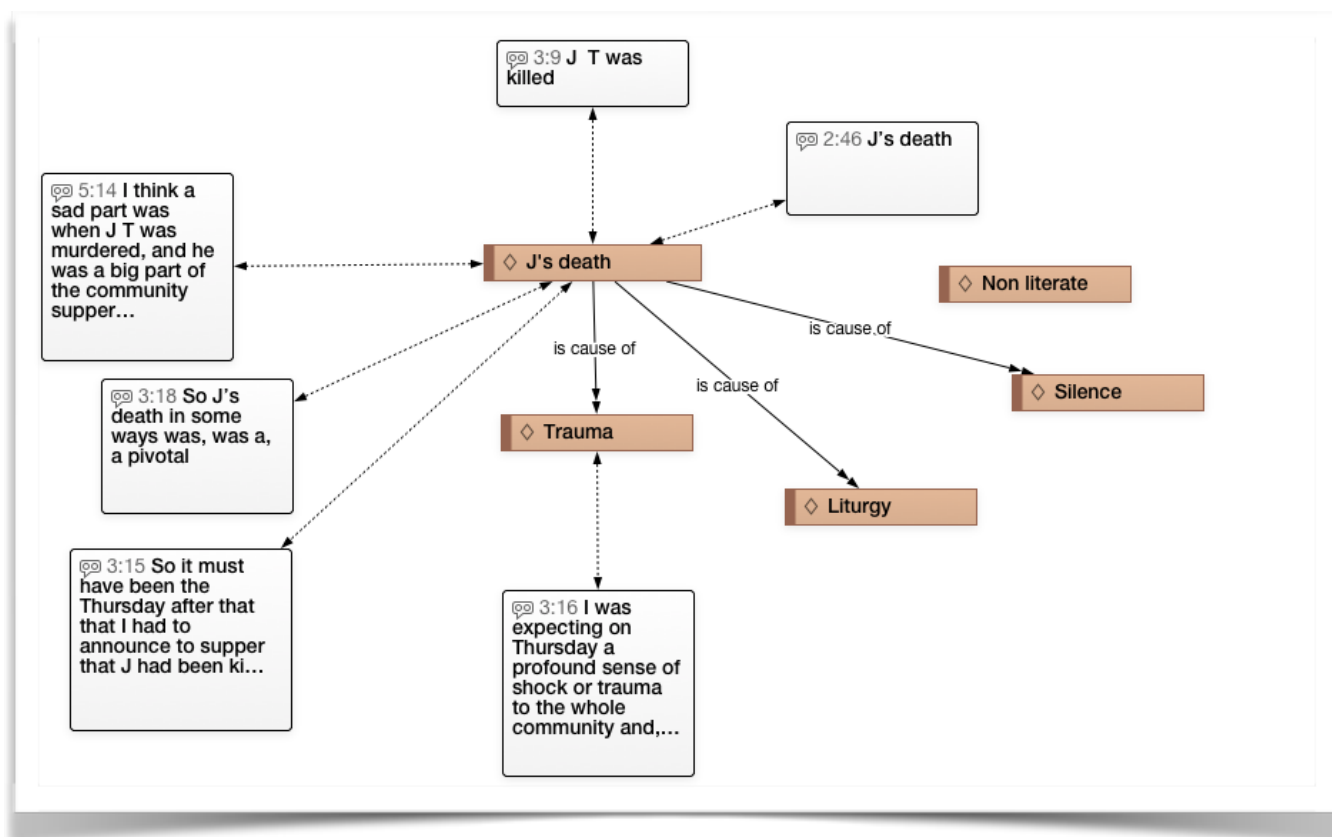 3:9 J T was
killed
2:46 J’s death
5:14 I think a
sad part was
when J T was
murdered, and he
was a big part of
the community
supper…
J's death
Non literate
is cause of
is cause of
is cause of
Silence
3:18 So J’s
death in some
ways was, was a,
a pivotal
Trauma
Liturgy
3:15 So it must
have been the
Thursday after that
that I had to
announce to supper
that J had been ki…
3:16 I was
expecting on
Thursday a
profound sense of
shock or trauma
to the whole
community and,…